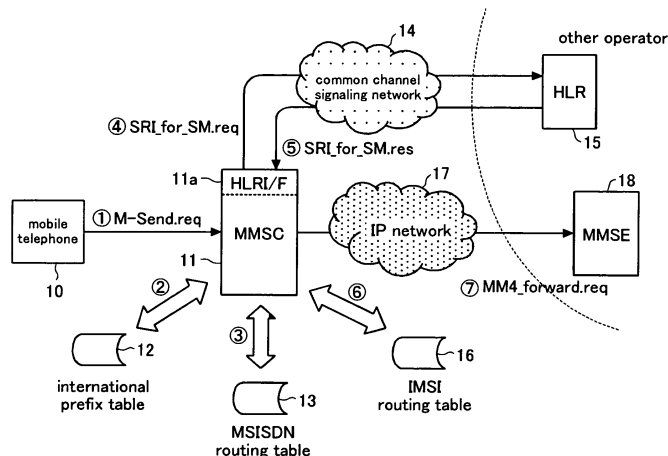 14
other operator
common channel
signaling network
HLR
15
④ SRI_for_SM.req
⑤ SRI_for_SM.res
11a
HLRI/F
MMSC
11
17
IP network
18
MMSE
mobile
telephone
10
① M-Send.req
⑦ MM4_forward.req
②
③
⑥
12
international
prefix table
13
MSISDN
routing table
16
IMSI
routing table